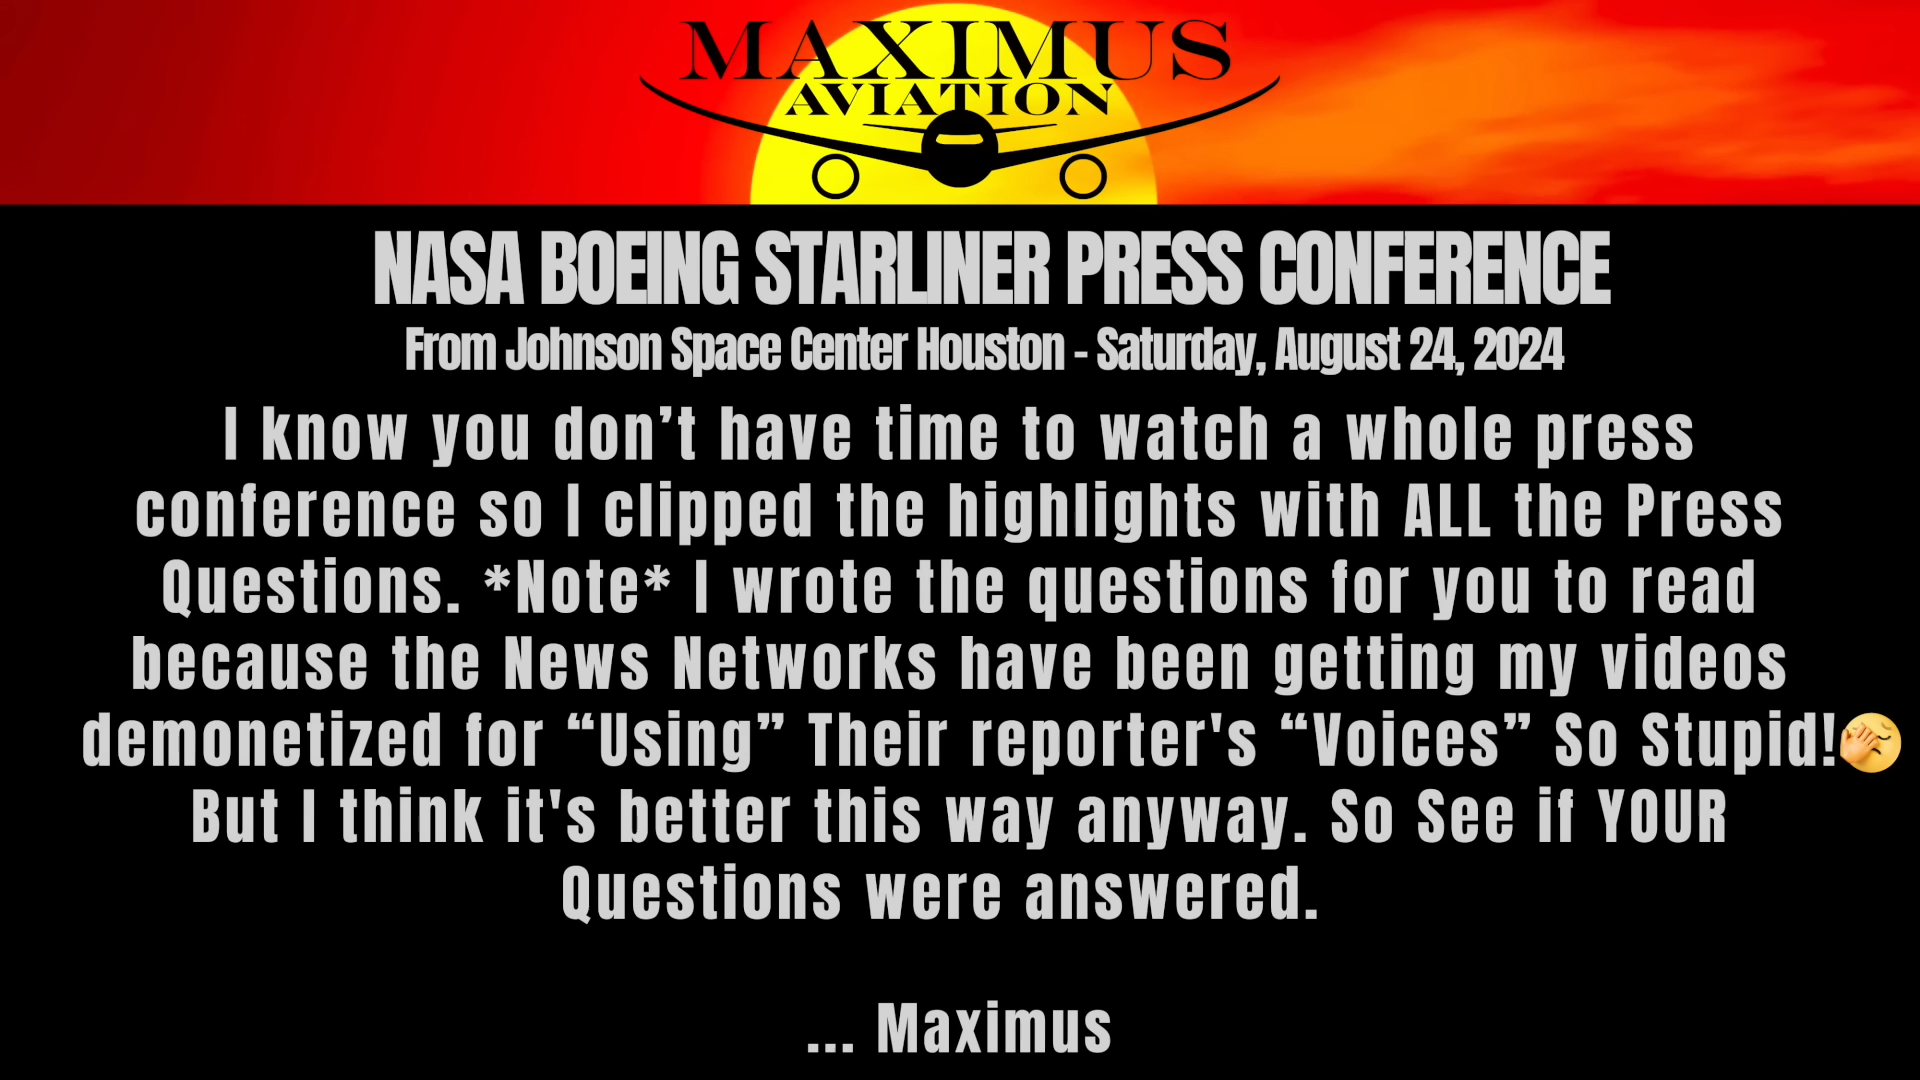 MAXIMUS
AVIATION
NASA BOEING STARLINER PRESS CONFERENCE
From Johnson Space Center Houston - Saturday, August 24, 2024
I know you don’t have time to watch a whole press
conference so I clipped the highlights with ALL the Press
Questions. *Note* I wrote the questions for you to read
because the News Networks have been getting my videos
demonetized for “Using” Their reporter's “Voices” So Stupid!🤦
But I think it's better this way anyway. So See if YOUR
Questions were answered.
... Maximus